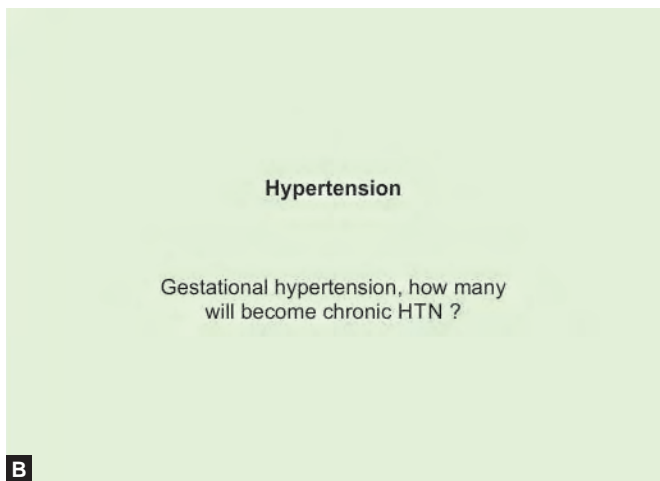 Hypertension
Gestational hypertension, how many
will become chronic HTN ?
B